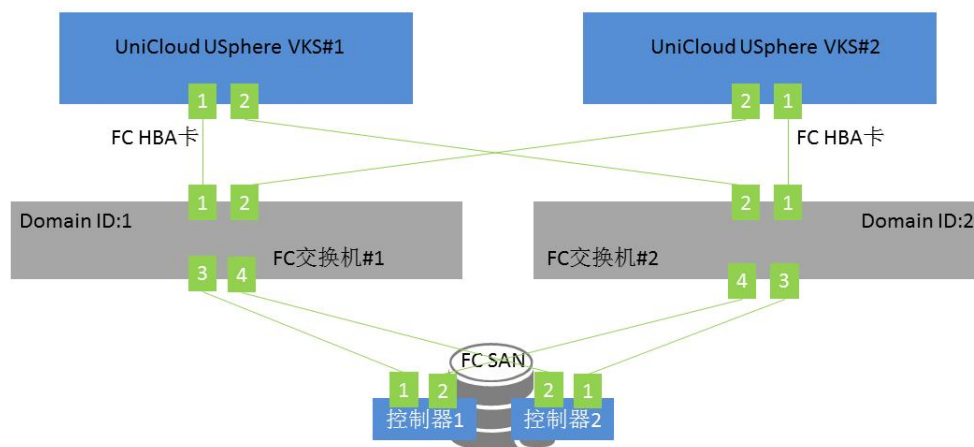 UniCloud USphere VKS#1
UniCloud USphere VKS#2
1 2
2 1
FC HBA卡
FC HBA卡
1 2
2 1
Domain ID:1
Domain ID:2
FC交换机#1
FC交换机#2
3 4
4 3
FC SAN
1 2
2 1
控制器1
控制器2